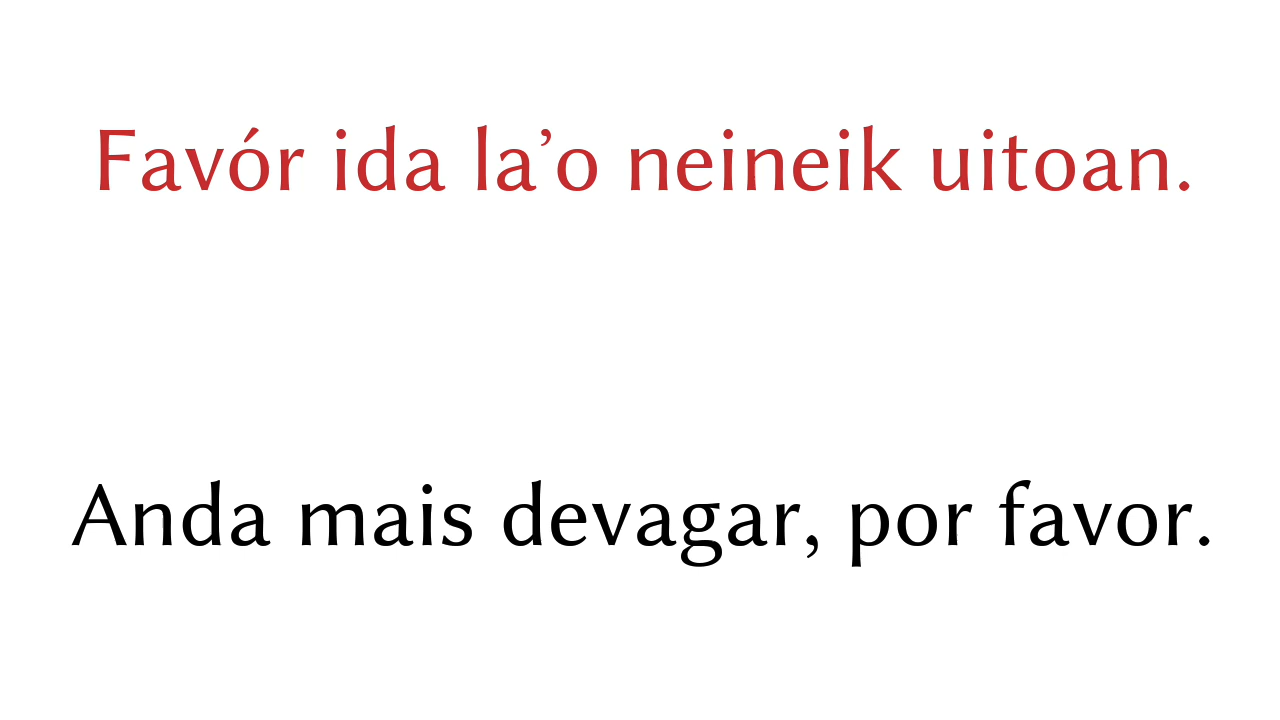 Favór ida la’o neineik uitoan.
Anda mais devagar, por favor.